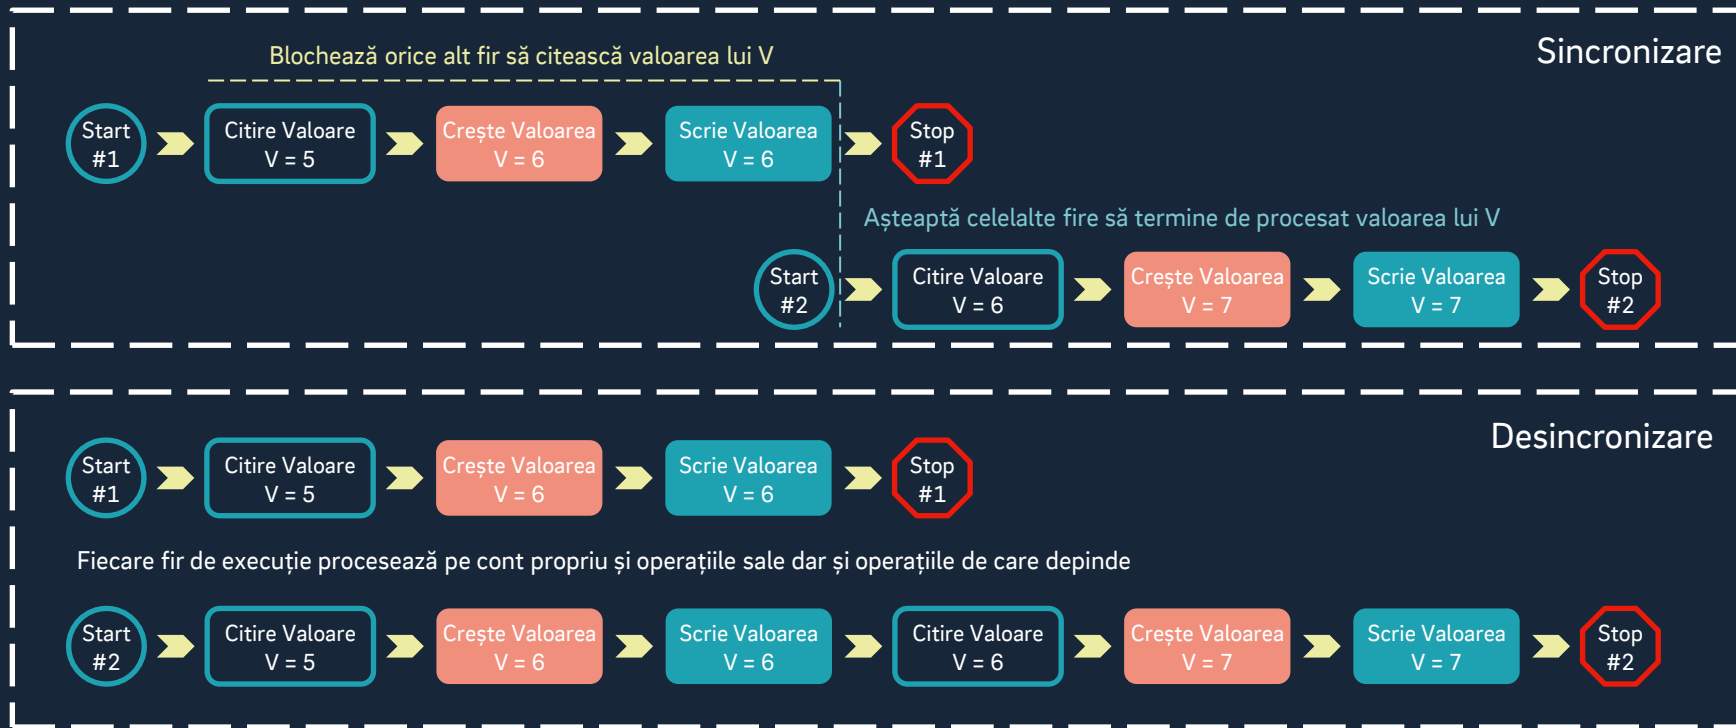 Sincronizare
Blochează orice alt fir să citească valoarea lui V
Start
#1
Citire Valoare
V = 5
Crește Valoarea
V = 6
Scrie Valoarea
V = 6
Stop
#1
Așteaptă celelalte fire să termine de procesat valoarea lui V
Start
#2
Citire Valoare
V = 6
Crește Valoarea
V = 7
Scrie Valoarea
V = 7
Stop
#2
Desincronizare
Start
#1
Citire Valoare
V = 5
Crește Valoarea
V = 6
Scrie Valoarea
V = 6
Stop
#1
Fiecare fir de execuție procesează pe cont propriu și operațiile sale dar și operațiile de care depinde
Start
#2
Citire Valoare
V = 5
Crește Valoarea
V = 6
Scrie Valoarea
V = 6
Citire Valoare
V = 6
Crește Valoarea
V = 7
Scrie Valoarea
V = 7
Stop
#2